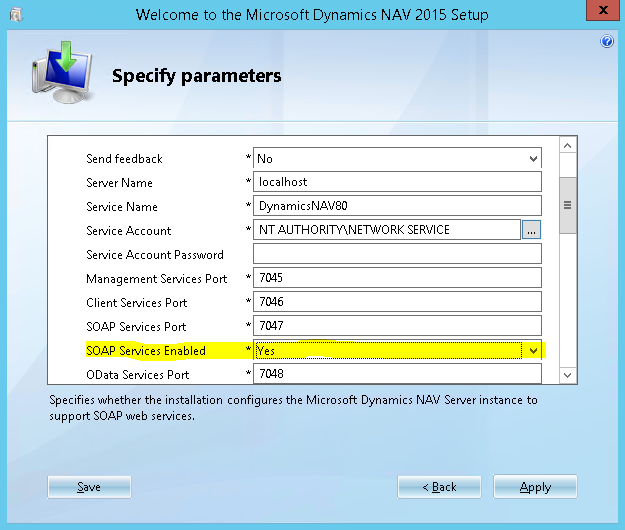 Welcome to the Microsoft Dynamics NAV 2015 Setup
x
?
Specify parameters
Send feedback * No
Server Name * localhost
Service Name * DynamicsNAV80
Service Account * NT AUTHORITY\NETWORK SERVICE ...
Service Account Password
Management Services Port * 7045
Client Services Port * 7046
SOAP Services Port * 7047
SOAP Services Enabled * Yes
OData Services Port * 7048
Specifies whether the installation configures the Microsoft Dynamics NAV Server instance to
support SOAP web services.
Save < Back Apply